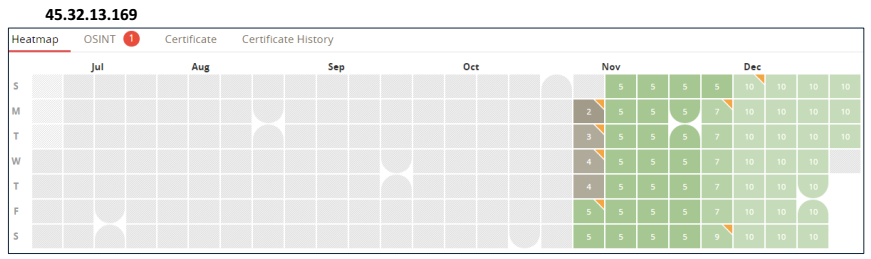 45.32.13.169
Heatmap OSINT 1 Certificate Certificate History
Jul Aug Sep Oct Nov Dec
S 5 5 5 5 10 10 10 10
M 2 5 5 5 7 10 10 10 10
T 3 5 5 5 7 10 10 10 10
W 4 5 5 5 7 10 10 10
T 4 5 5 5 7 10 10 10
F 5 5 5 5 7 10 10 10
S 5 5 5 5 9 10 10 10